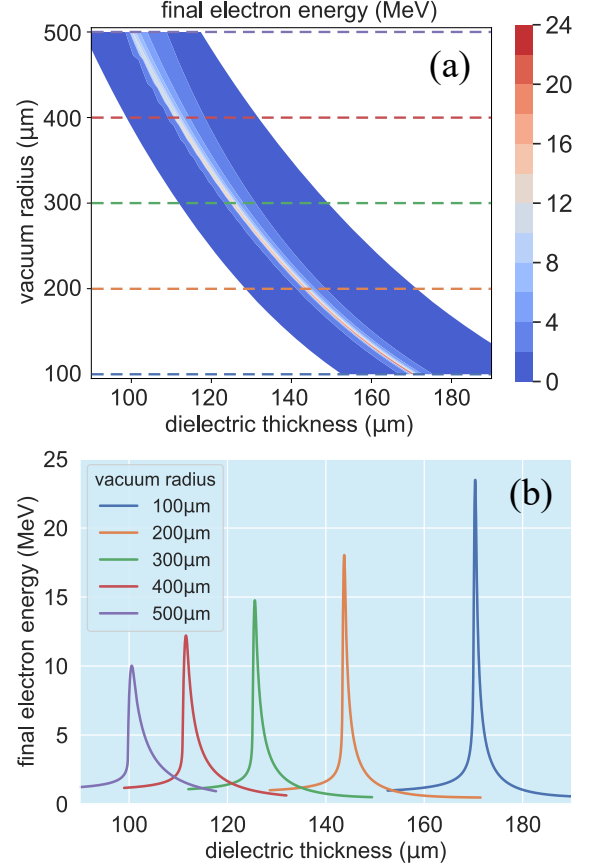 final electron energy (MeV)
(a)
vacuum radius (μm)
500
400
300
200
100
100 120 140 160 180
dielectric thickness (μm)
24
20
16
12
8
4
0
(b)
vacuum radius
100μm
200μm
300μm
400μm
500μm
final electron energy (MeV)
25
20
15
10
5
0
100 120 140 160 180
dielectric thickness (μm)